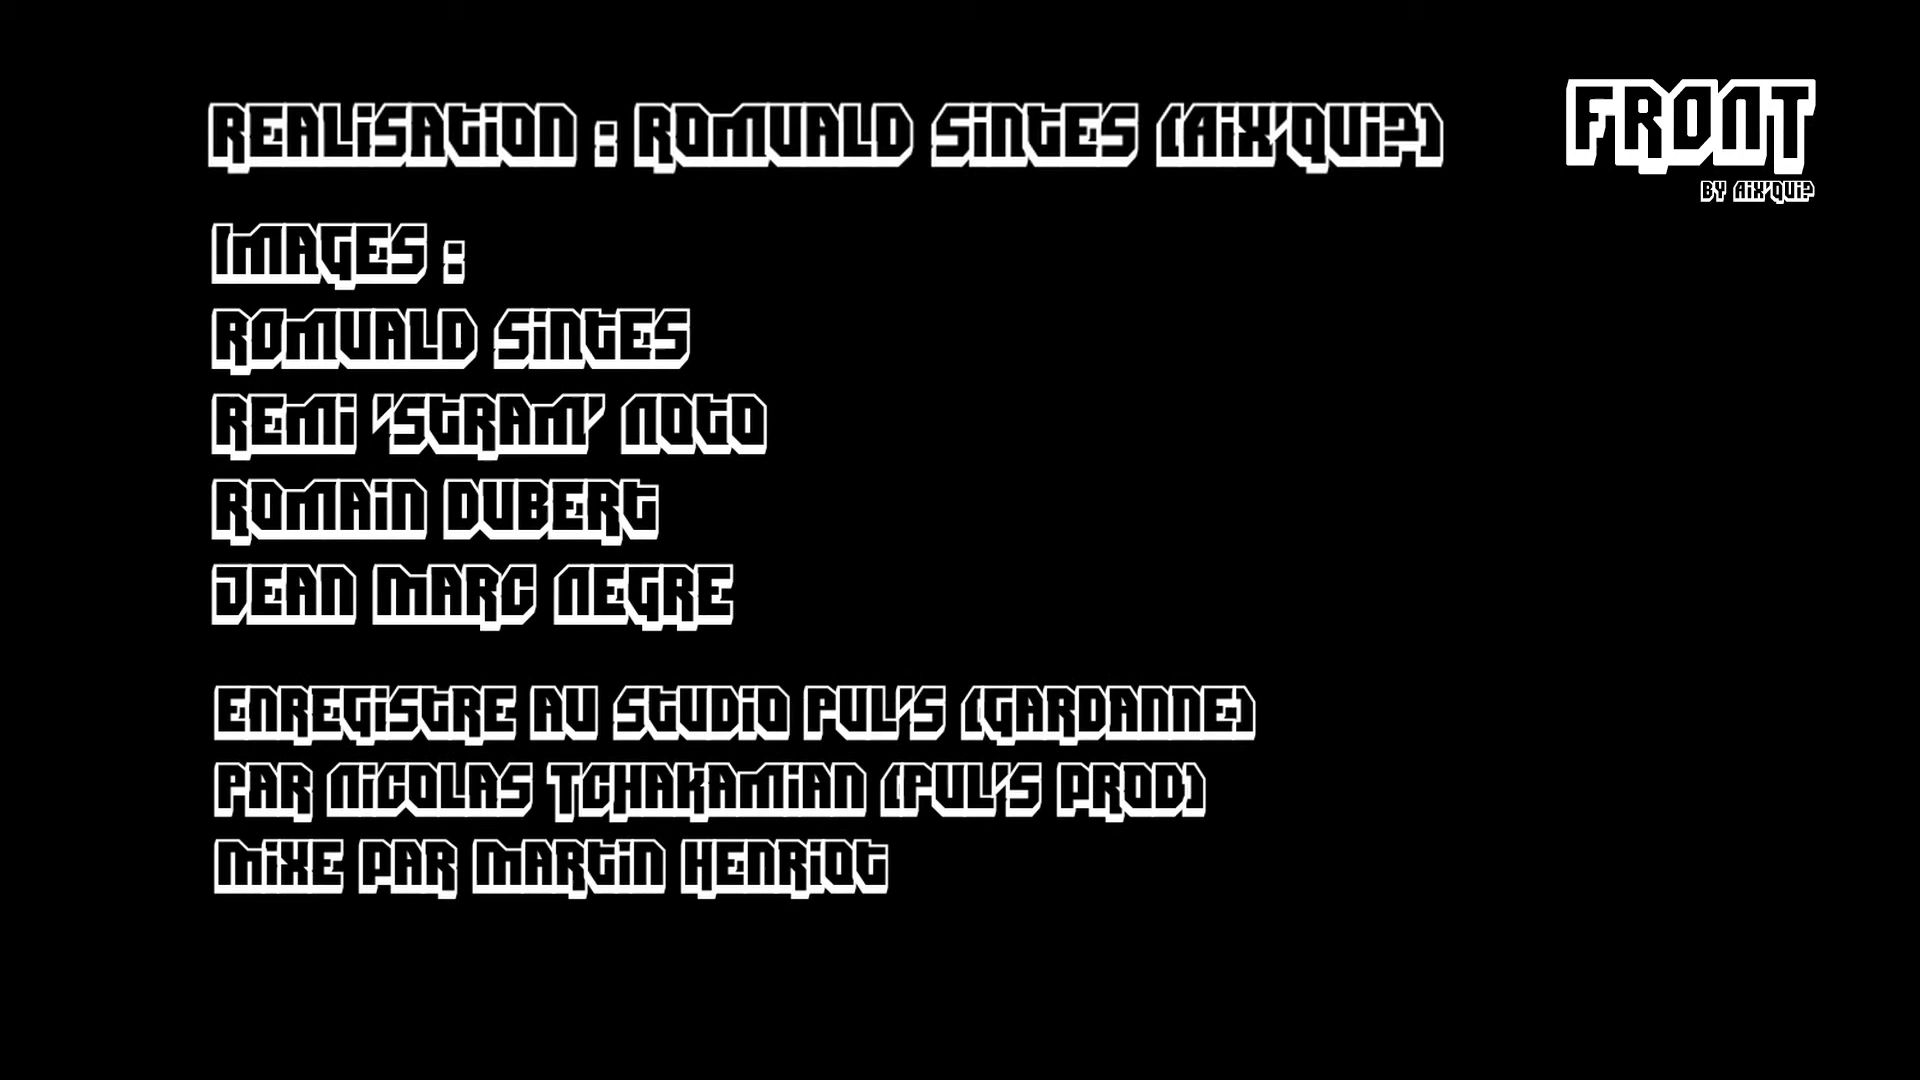 REALiSAtiON : ROMUALD SiNtES (AiX'QUi?)
FRONT
BY AiX'QUi?
IMAGES :
ROMUALD SiNtES
REMi 'StRAM' NOtO
ROMAiN DUBERt
JEAN MARC NEGRE
ENREGiStRE AU StUDiO PUL'S (GARDANNE)
PAR NiCOLAS TCHAKAMiAN (PUL'S PROD)
MiXE PAR MARtiN HENRiOt